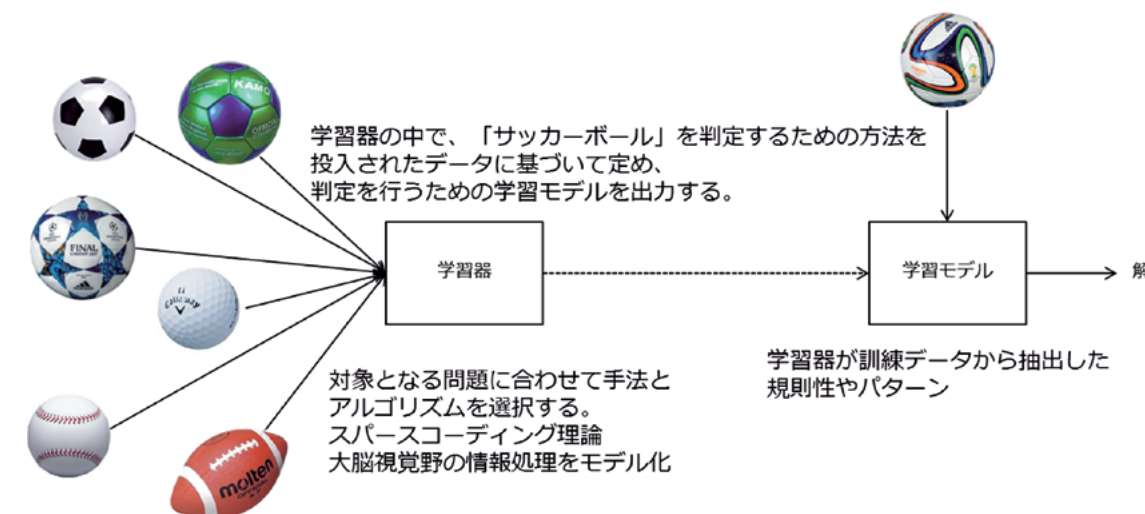 KAMO
学習器の中で、「サッカーボール」を判定するための方法を
投入されたデータに基づいて定め、
判定を行うための学習モデルを出力する。
FINAL
adidas
Callaway
学習器
学習モデル
解
対象となる問題に合わせて手法と
アルゴリズムを選択する。
スパースコーディング理論
大脳視覚野の情報処理をモデル化
学習器が訓練データから抽出した
規則性やパターン
molten